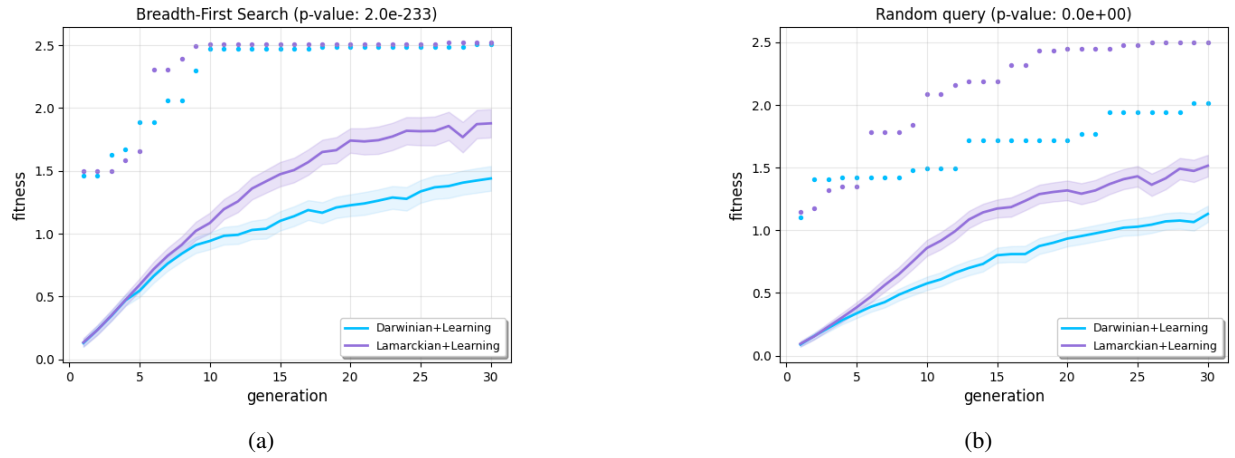 Breadth-First Search (p-value: 2.0e-233)
fitness
2.5
2.0
1.5
1.0
0.5
0.0
0 5 10 15 20 25 30
generation
Darwinian+Learning
Lamarckian+Learning
(a)
Random query (p-value: 0.0e+00)
fitness
2.5
2.0
1.5
1.0
0.5
0.0
0 5 10 15 20 25 30
generation
Darwinian+Learning
Lamarckian+Learning
(b)